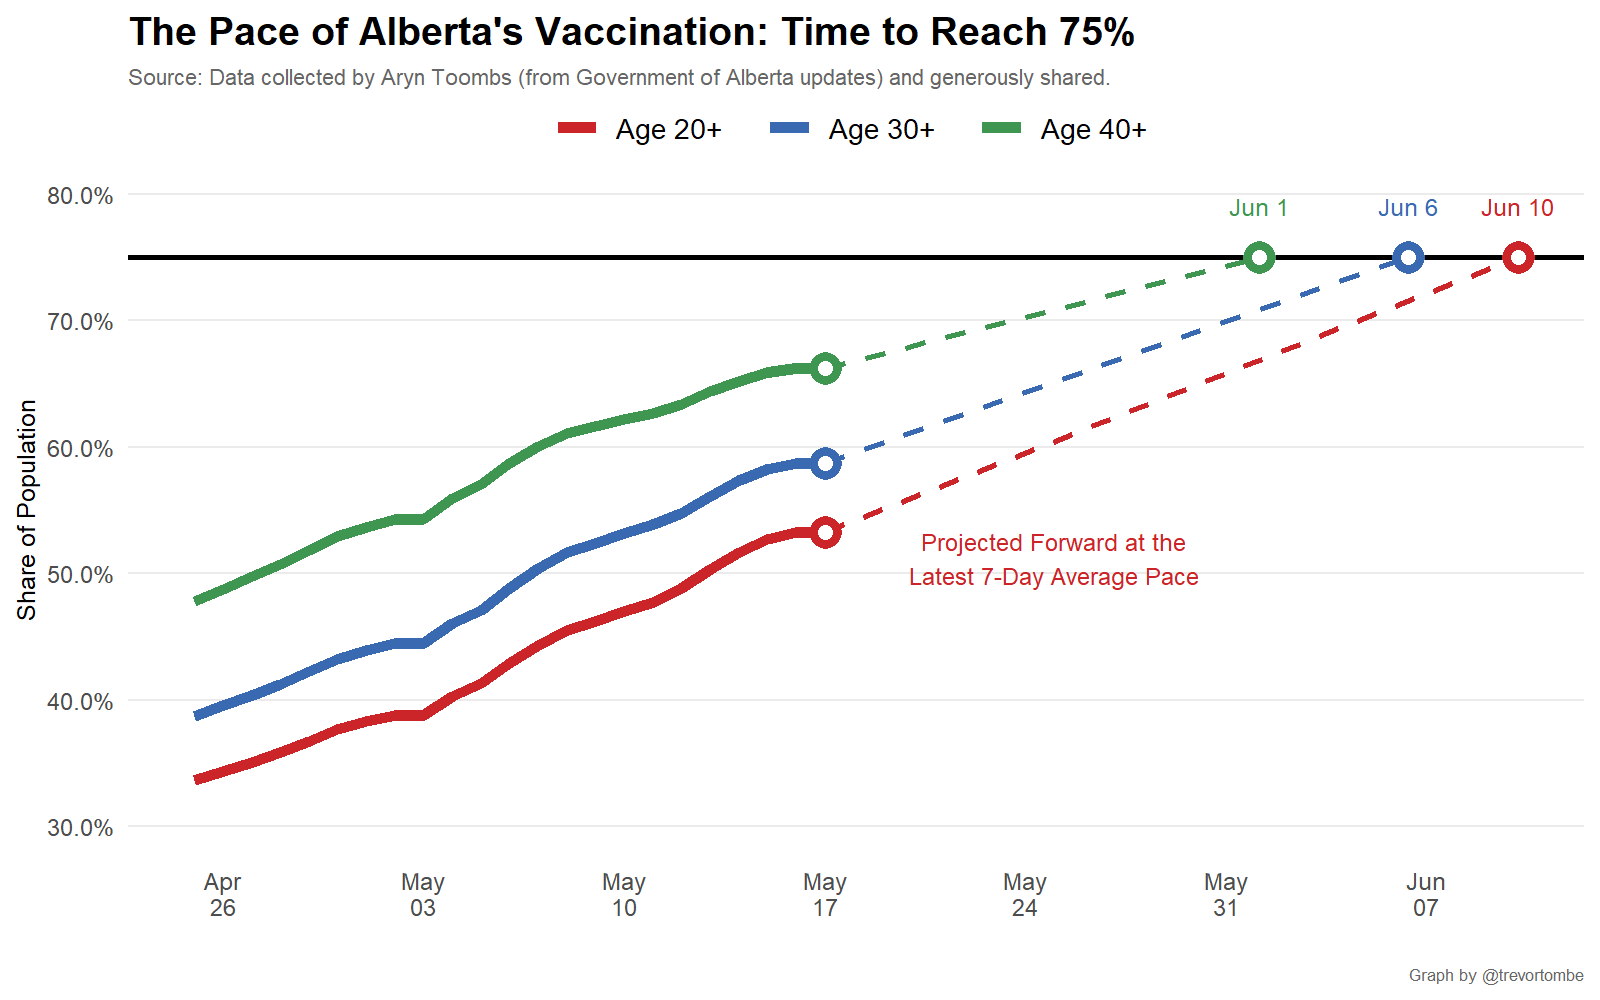 The Pace of Alberta's Vaccination: Time to Reach 75%
Source: Data collected by Aryn Toombs (from Government of Alberta updates) and generously shared.
Age 20+ Age 30+ Age 40+
80.0%
Jun 1 Jun 6 Jun 10
70.0%
60.0%
50.0%
40.0%
30.0%
Share of Population
Projected Forward at the
Latest 7-Day Average Pace
Apr May May May May May Jun
26 03 10 17 24 31 07
Graph by @trevortombe